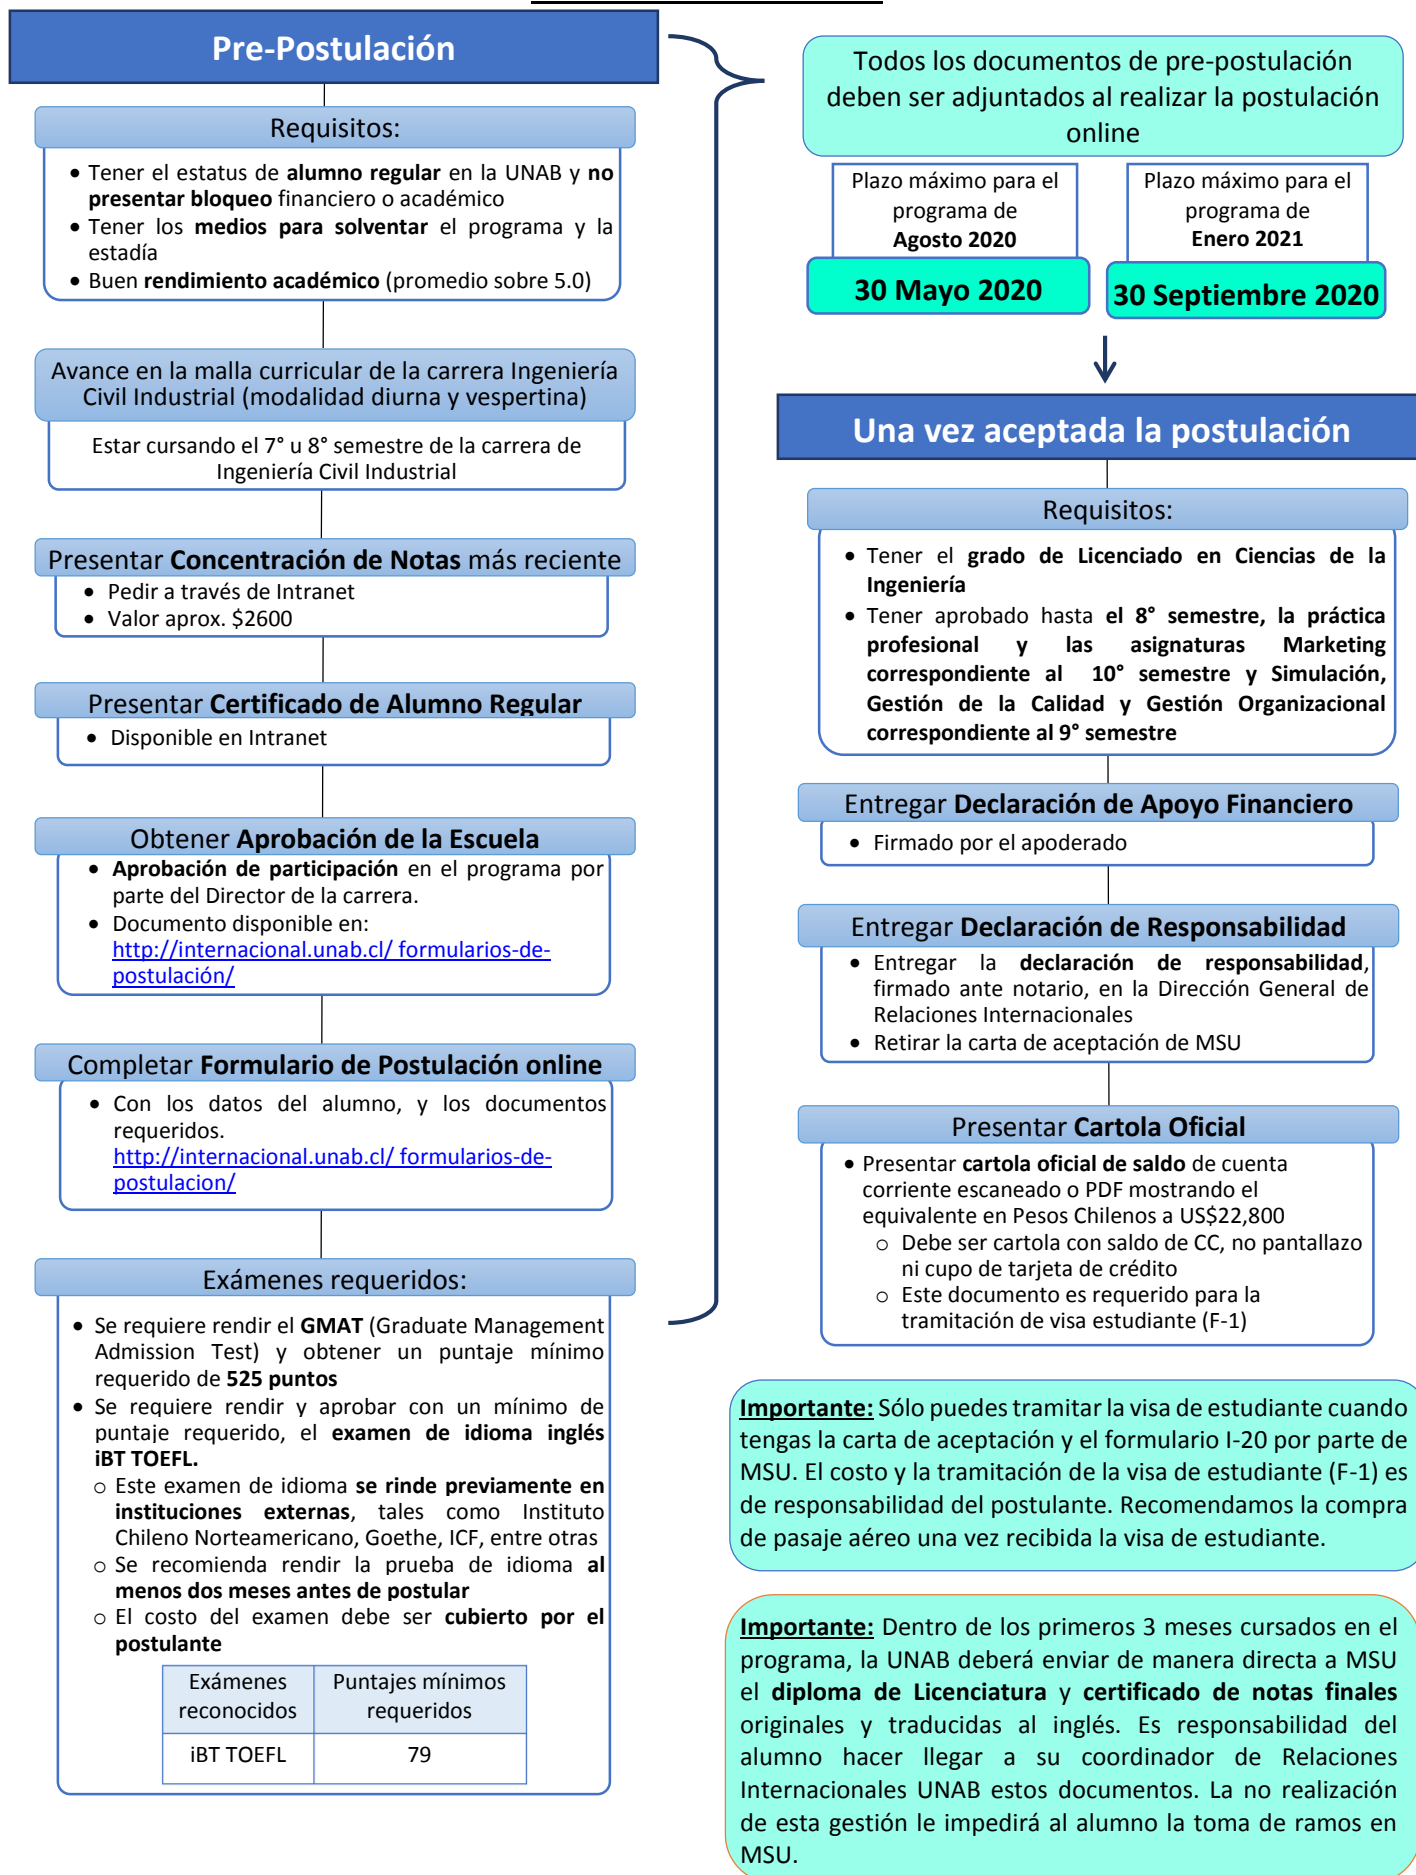 Pre-Postulación
Requisitos:
• Tener el estatus de alumno regular en la UNAB y no
presentar bloqueo financiero o académico
• Tener los medios para solventar el programa y la
estadía
• Buen rendimiento académico (promedio sobre 5.0)
Avance en la malla curricular de la carrera Ingeniería
Civil Industrial (modalidad diurna y vespertina)
Estar cursando el 7° u 8° semestre de la carrera de
Ingeniería Civil Industrial
Presentar Concentración de Notas más reciente
• Pedir a través de Intranet
• Valor aprox. $2600
Presentar Certificado de Alumno Regular
• Disponible en Intranet
Obtener Aprobación de la Escuela
• Aprobación de participación en el programa por
parte del Director de la carrera.
• Documento disponible en:
http://internacional.unab.cl/ formularios-de-
postulación/
Completar Formulario de Postulación online
• Con los datos del alumno, y los documentos
requeridos.
http://internacional.unab.cl/ formularios-de-
postulacion/
Exámenes requeridos:
• Se requiere rendir el GMAT (Graduate Management
Admission Test) y obtener un puntaje mínimo
requerido de 525 puntos
• Se requiere rendir y aprobar con un mínimo de
puntaje requerido, el examen de idioma inglés
iBT TOEFL.
o Este examen de idioma se rinde previamente en
instituciones externas, tales como Instituto
Chileno Norteamericano, Goethe, ICF, entre otras
o Se recomienda rendir la prueba de idioma al
menos dos meses antes de postular
o El costo del examen debe ser cubierto por el
postulante
Exámenes
reconocidos
Puntajes mínimos
requeridos
iBT TOEFL
79
Todos los documentos de pre-postulación
deben ser adjuntados al realizar la postulación
online
Plazo máximo para el
programa de
Agosto 2020
30 Mayo 2020
Plazo máximo para el
programa de
Enero 2021
30 Septiembre 2020
Una vez aceptada la postulación
Requisitos:
• Tener el grado de Licenciado en Ciencias de la
Ingeniería
• Tener aprobado hasta el 8° semestre, la práctica
profesional y las asignaturas Marketing
correspondiente al 10° semestre y Simulación,
Gestión de la Calidad y Gestión Organizacional
correspondiente al 9° semestre
Entregar Declaración de Apoyo Financiero
• Firmado por el apoderado
Entregar Declaración de Responsabilidad
• Entregar la declaración de responsabilidad,
firmado ante notario, en la Dirección General de
Relaciones Internacionales
• Retirar la carta de aceptación de MSU
Presentar Cartola Oficial
• Presentar cartola oficial de saldo de cuenta
corriente escaneado o PDF mostrando el
equivalente en Pesos Chilenos a US$22,800
o Debe ser cartola con saldo de CC, no pantallazo
ni cupo de tarjeta de crédito
o Este documento es requerido para la
tramitación de visa estudiante (F-1)
Importante: Sólo puedes tramitar la visa de estudiante cuando
tengas la carta de aceptación y el formulario I-20 por parte de
MSU. El costo y la tramitación de la visa de estudiante (F-1) es
de responsabilidad del postulante. Recomendamos la compra
de pasaje aéreo una vez recibida la visa de estudiante.
Importante: Dentro de los primeros 3 meses cursados en el
programa, la UNAB deberá enviar de manera directa a MSU
el diploma de Licenciatura y certificado de notas finales
originales y traducidas al inglés. Es responsabilidad del
alumno hacer llegar a su coordinador de Relaciones
Internacionales UNAB estos documentos. La no realización
de esta gestión le impedirá al alumno la toma de ramos en
MSU.